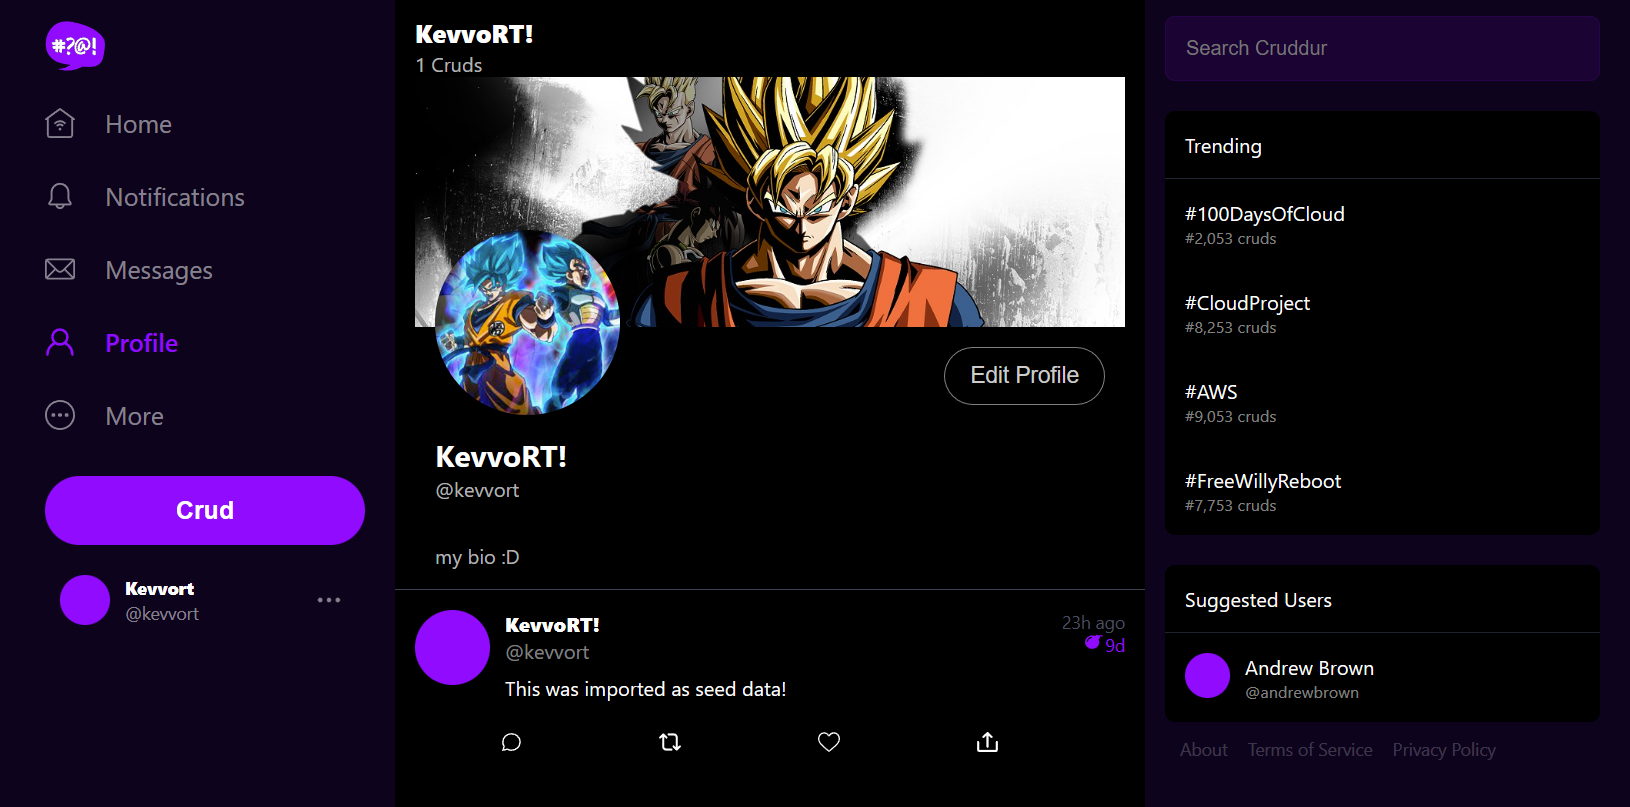 #?@!
Home
Notifications
Messages
Profile
More
Crud
Kevvort
@kevvort
KevvoRT!
1 Cruds
Edit Profile
KevvoRT!
@kevvort
my bio :D
KevvoRT!
@kevvort
23h ago
9d
This was imported as seed data!
Search Cruddur
Trending
#100DaysOfCloud
#2,053 cruds
#CloudProject
#8,253 cruds
#AWS
#9,053 cruds
#FreeWillyReboot
#7,753 cruds
Suggested Users
Andrew Brown
@andrewbrown
About Terms of Service Privacy Policy